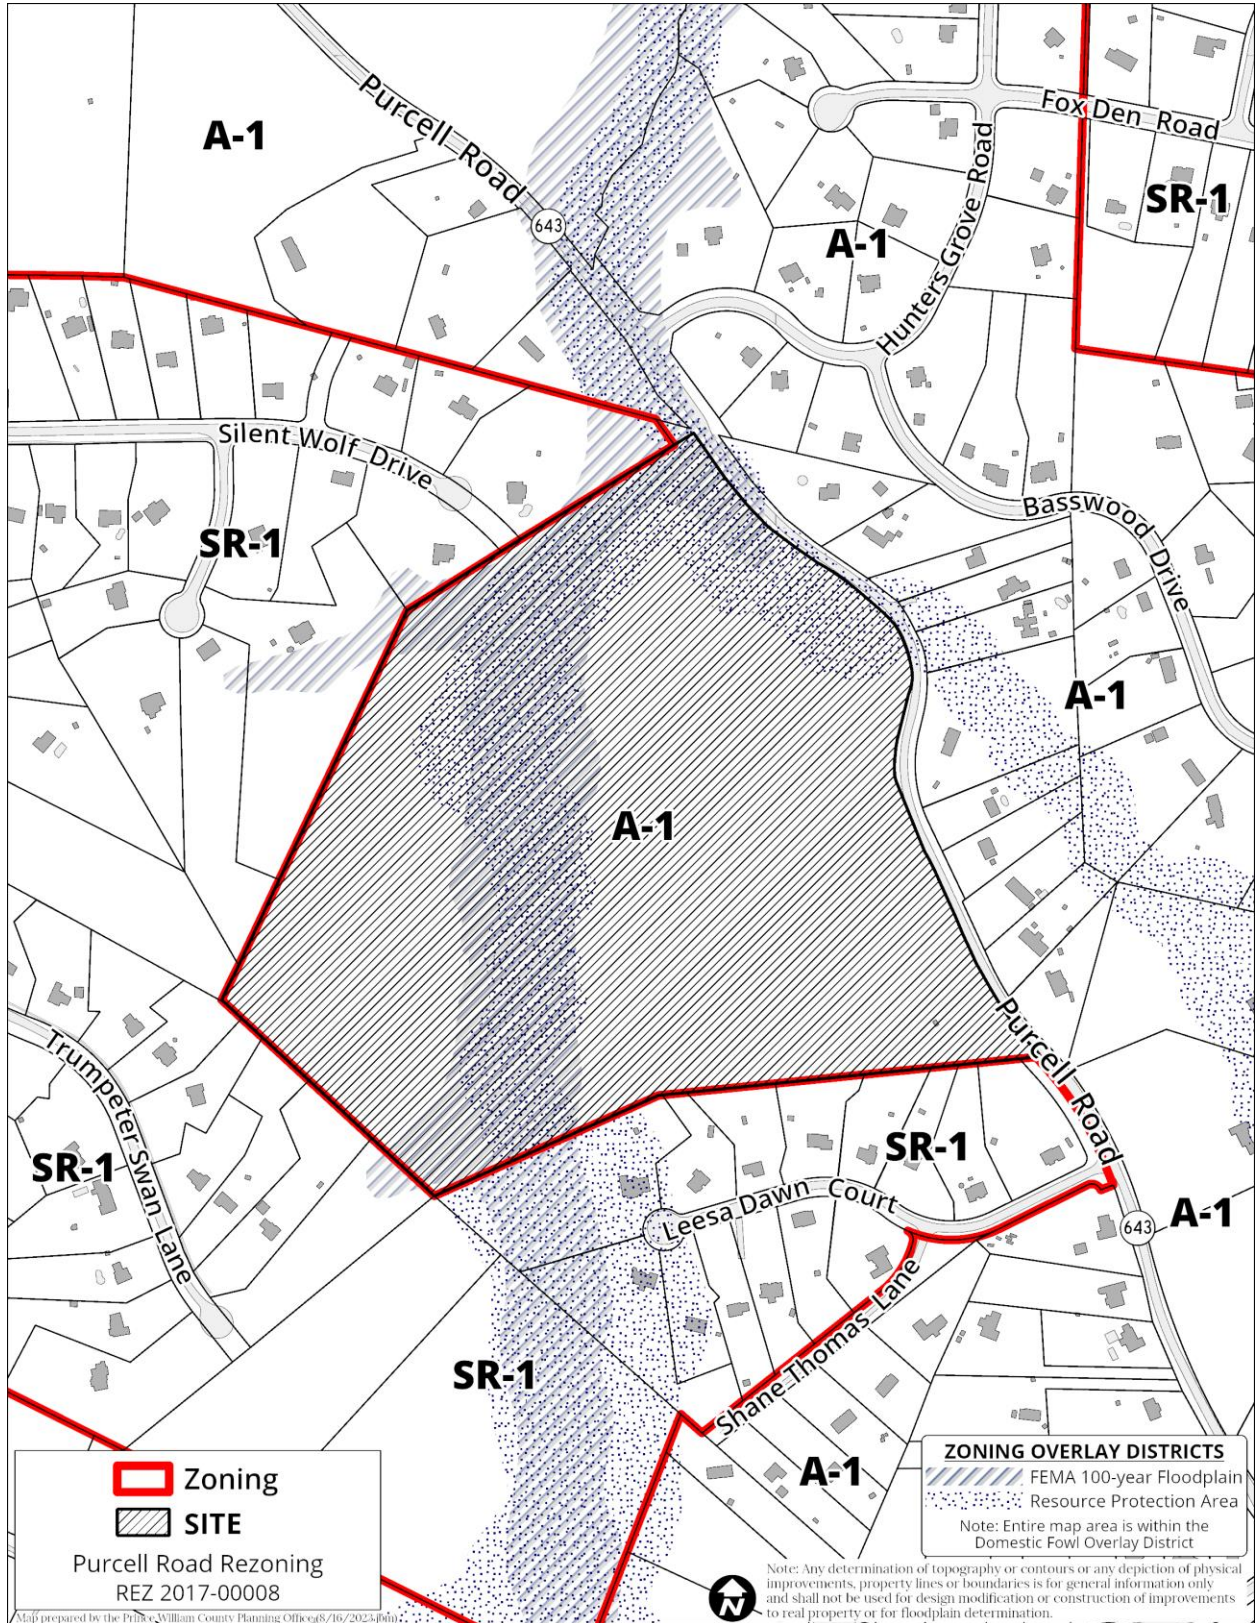 Purcell Road
A-1
Fox Den Road
SR-1
643
A-1
Hunters Grove Road
Silent Wolf Drive
SR-1
Basswood Drive
A-1
A-1
Purcell Road
Trumpeter Swan Lane
SR-1
SR-1
Leesa Dawn Court
A-1
643
Shane Thomas Lane
SR-1
A-1
Zoning
SITE
Purcell Road Rezoning
REZ 2017-00008
Map prepared by the Prince William County Planning Office(8/16/2023/bm)
ZONING OVERLAY DISTRICTS
FEMA 100-year Floodplain
Resource Protection Area
Note: Entire map area is within the
Domestic Fowl Overlay District
N
Note: Any determination of topography or contours or any depiction of physical
improvements, property lines or boundaries is for general information only
and shall not be used for design modification or construction of improvements
to real property or for floodplain determination.